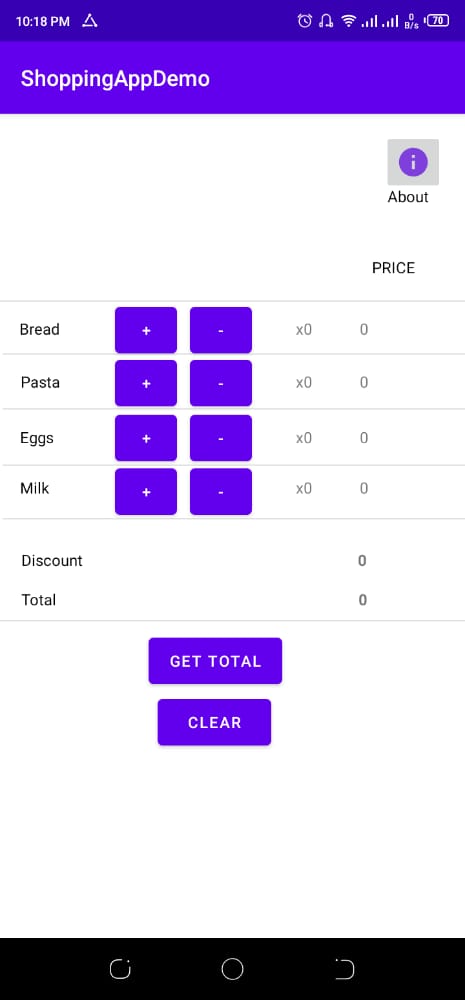 10:18 PM 0 B/s 70
ShoppingAppDemo
i
About
PRICE
Bread + - x0 0
Pasta + - x0 0
Eggs + - x0 0
Milk + - x0 0
Discount 0
Total 0
GET TOTAL
CLEAR